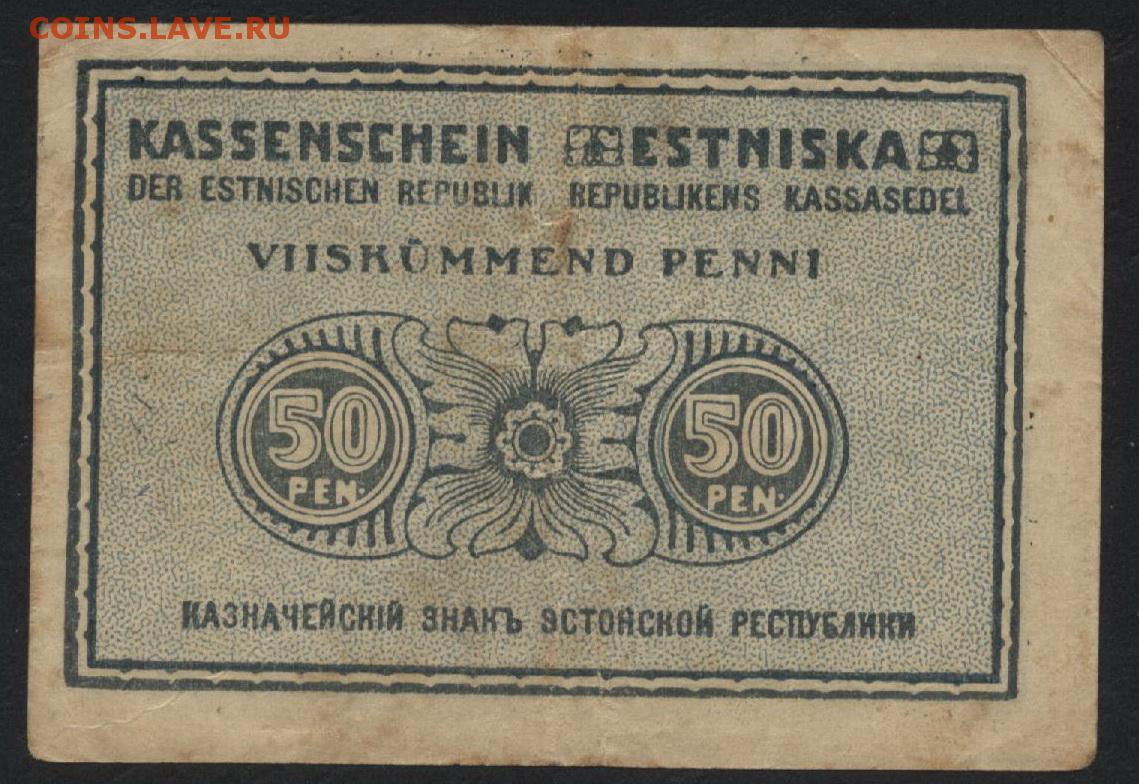 COINS.LAVE.RU
KASSENSCHEIN ESTNISKA
DER ESTNISCHEN REPUBLIK REPUBLIKENS KASSASEDEL
VIISKÜMMEND PENNI
50 50
PEN. PEN.
КАЗНАЧЕЙСКІЙ ЗНАКЪ ЭСТОНСКОЙ РЕСПУБЛИКИ